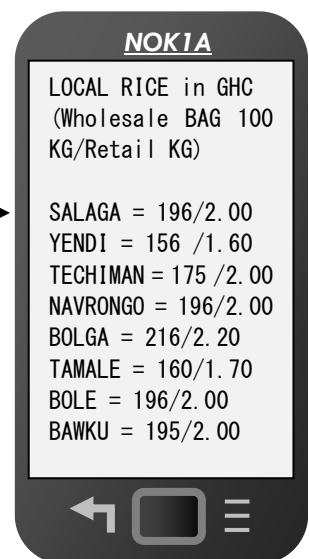 NOK1A
LOCAL RICE in GHC
(Wholesale BAG 100
KG/Retail KG)
SALAGA = 196/2.00
YENDI = 156 /1.60
TECHIMAN = 175 /2.00
NAVRONGO = 196/2.00
BOLGA = 216/2.20
TAMALE = 160/1.70
BOLE = 196/2.00
BAWKU = 195/2.00